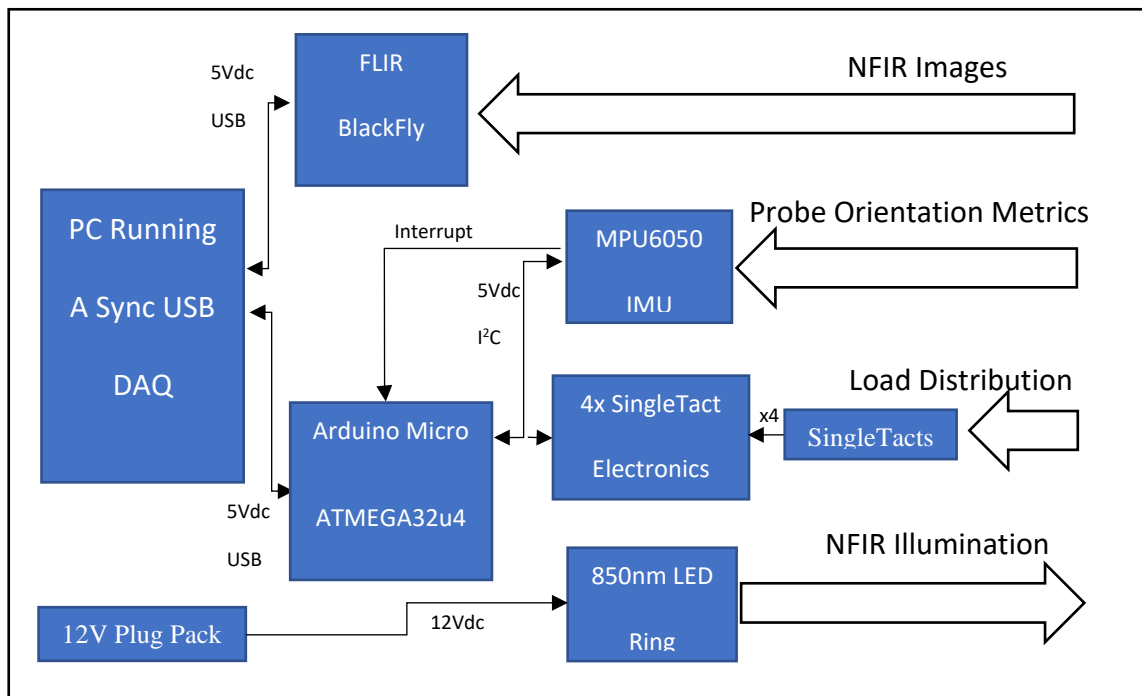 FLIR
BlackFly
5Vdc
USB
NFIR Images
PC Running
A Sync USB
DAQ
Interrupt
MPU6050
IMU
Probe Orientation Metrics
5Vdc
I²C
Arduino Micro
ATMEGA32u4
4x SingleTact
Electronics
x4
SingleTacts
Load Distribution
5Vdc
USB
850nm LED
Ring
NFIR Illumination
12V Plug Pack
12Vdc